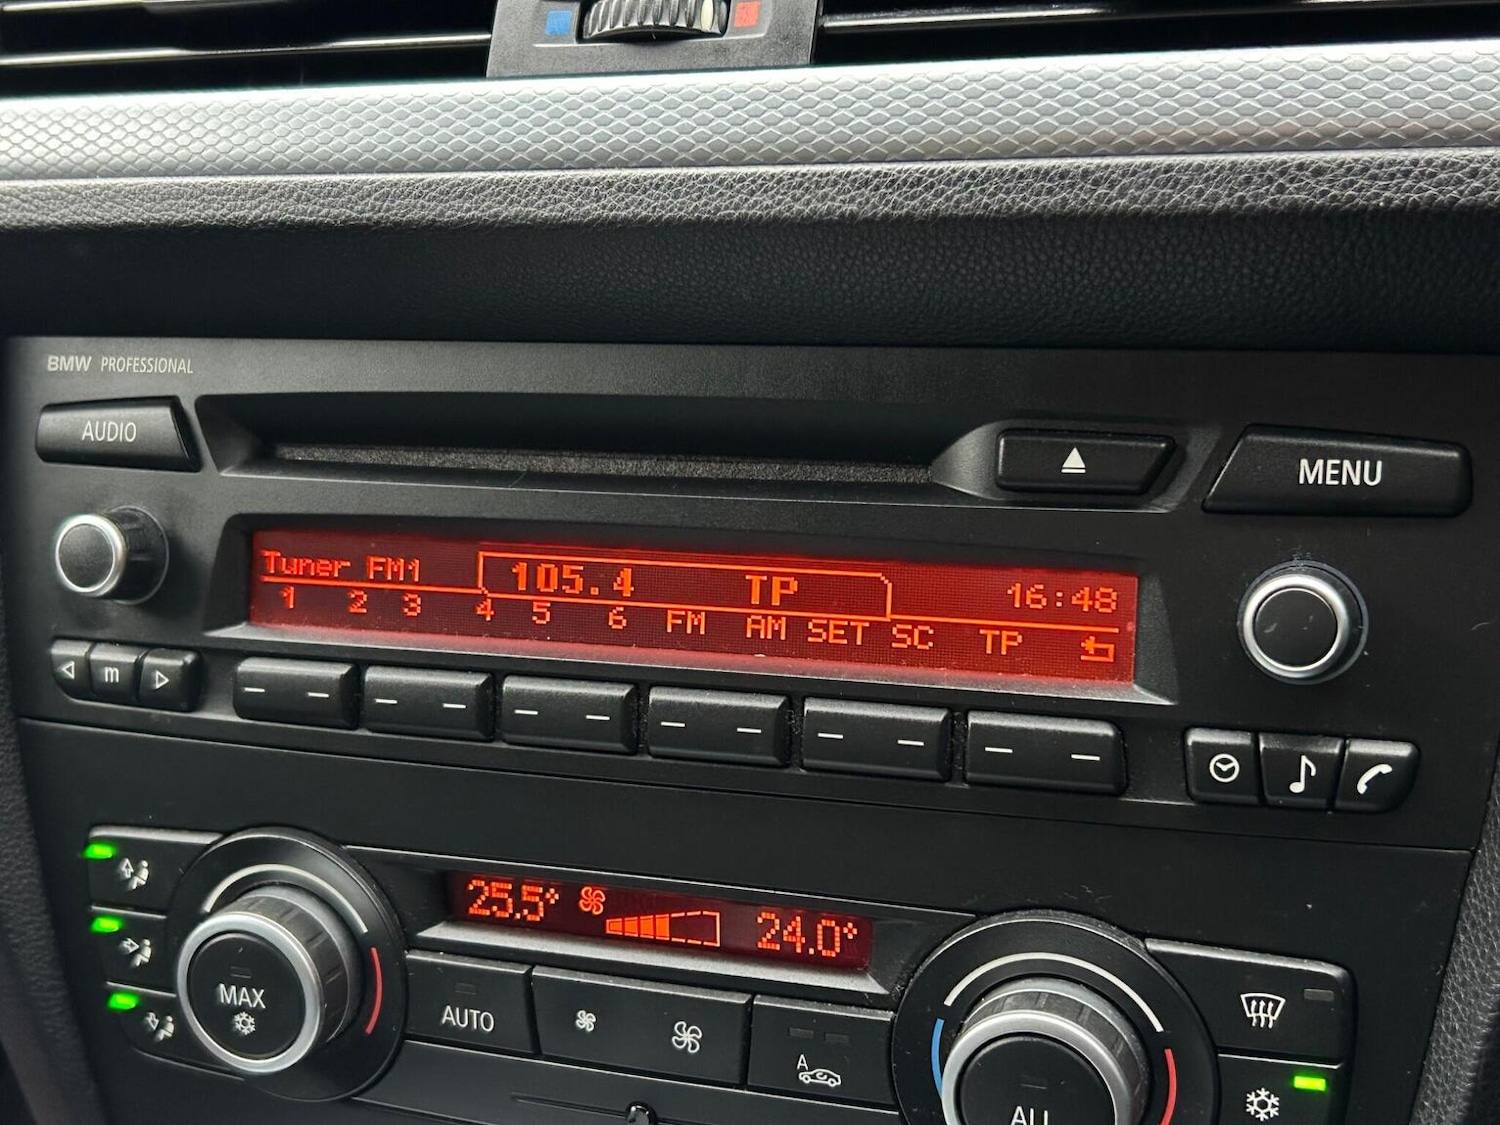 BMW PROFESSIONAL
AUDIO
MENU
Tuner FM1 105.4 TP 16:48
1 2 3 4 5 6 FM AM SET SC TP
m
25.5° 24.0°
MAX
AUTO
A
ALL